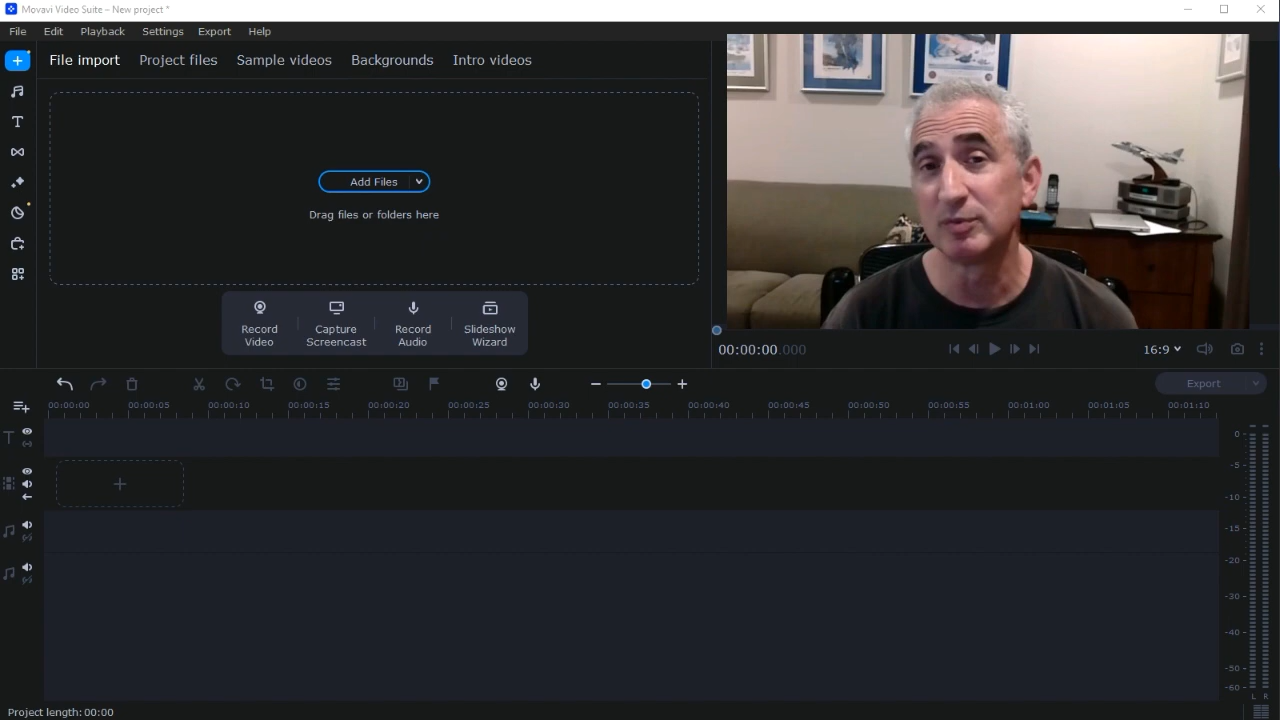 Movavi Video Suite – New project *
File Edit Playback Settings Export Help
File import Project files Sample videos Backgrounds Intro videos
Add Files
Drag files or folders here
Record Video
Capture Screencast
Record Audio
Slideshow Wizard
00:00:00.000
16:9
Export
00:00:00 00:00:05 00:00:10 00:00:15 00:00:20 00:00:25 00:00:30 00:00:35 00:00:40 00:00:45 00:00:50 00:00:55 00:01:00 00:01:05 00:01:10
T
0
-5
-10
-15
-20
-30
-40
-50
-60
L R
Project length: 00:00